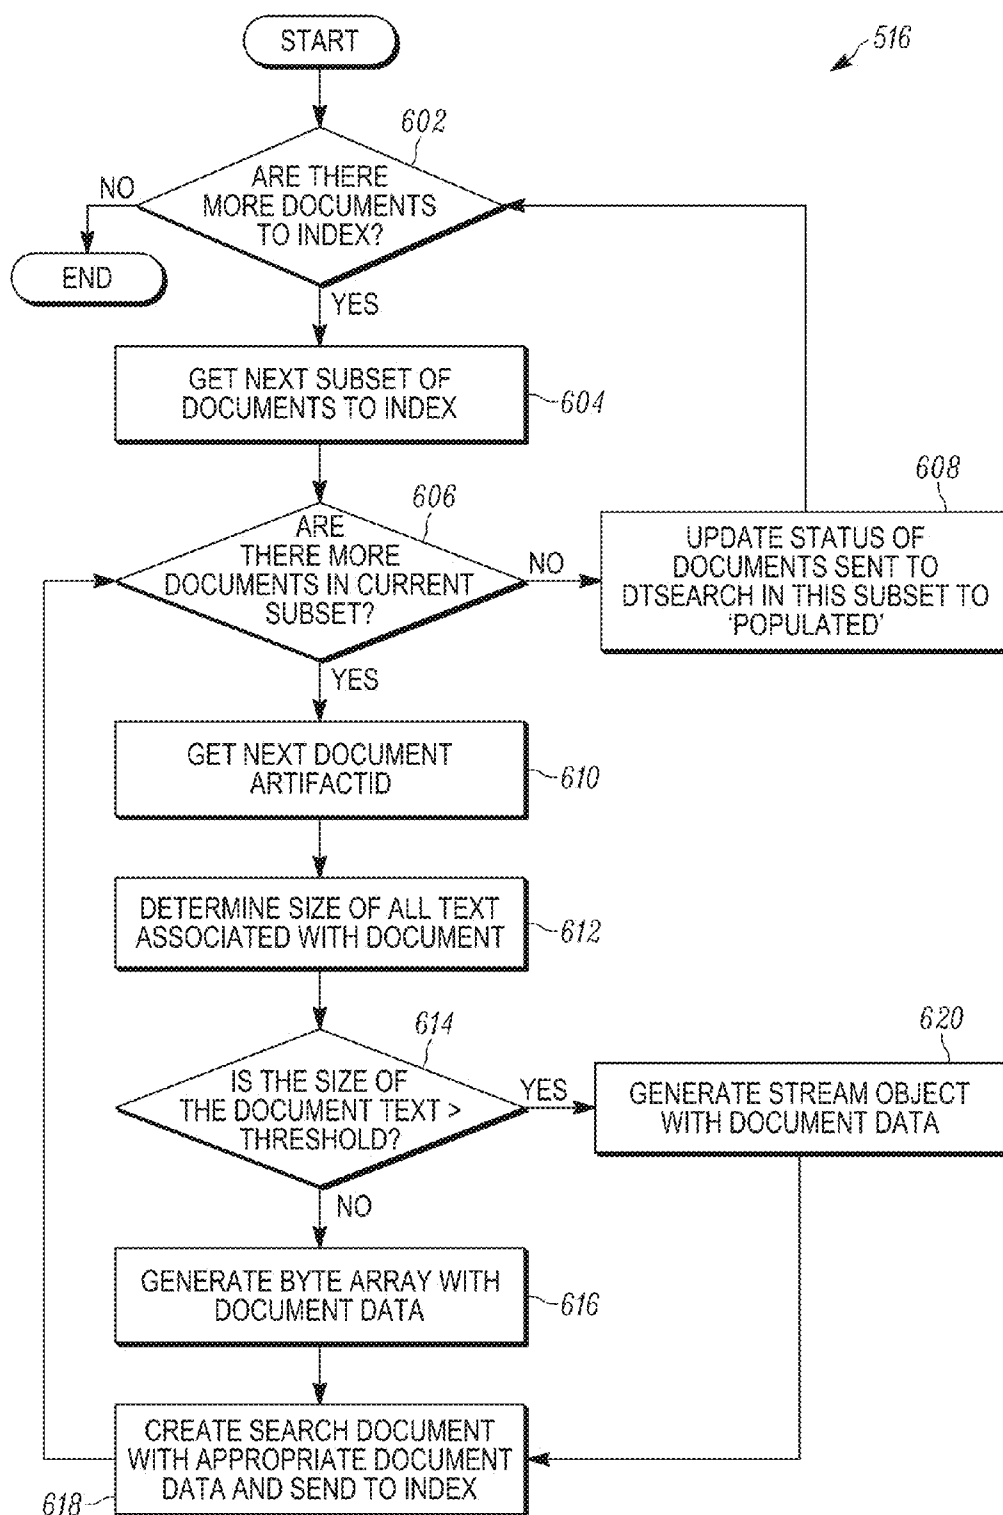 START
516
602
ARE THERE
MORE DOCUMENTS
TO INDEX?
NO
END
YES
GET NEXT SUBSET OF
DOCUMENTS TO INDEX
604
606
ARE
THERE MORE
DOCUMENTS IN CURRENT
SUBSET?
NO
608
UPDATE STATUS OF
DOCUMENTS SENT TO
DTSEARCH IN THIS SUBSET TO
'POPULATED'
YES
GET NEXT DOCUMENT
ARTIFACTID
610
DETERMINE SIZE OF ALL TEXT
ASSOCIATED WITH DOCUMENT
612
614
IS THE SIZE OF
THE DOCUMENT TEXT >
THRESHOLD?
YES
620
GENERATE STREAM OBJECT
WITH DOCUMENT DATA
NO
GENERATE BYTE ARRAY WITH
DOCUMENT DATA
616
CREATE SEARCH DOCUMENT
WITH APPROPRIATE DOCUMENT
DATA AND SEND TO INDEX
618